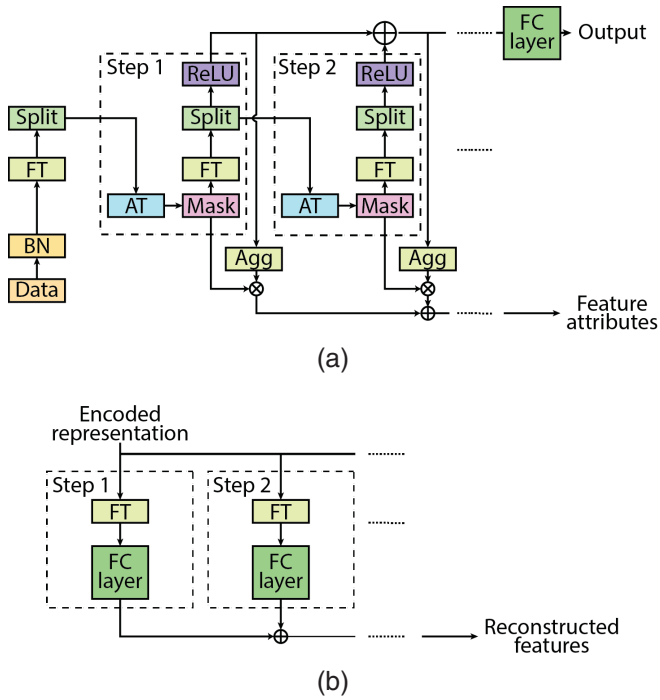 FC
layer
Output
Step 1
Step 2
ReLU
ReLU
Split
Split
Split
FT
FT
FT
AT
Mask
AT
Mask
BN
Agg
Agg
Data
Feature
attributes
(a)
Encoded
representation
Step 1
Step 2
FT
FT
FC
layer
FC
layer
Reconstructed
features
(b)